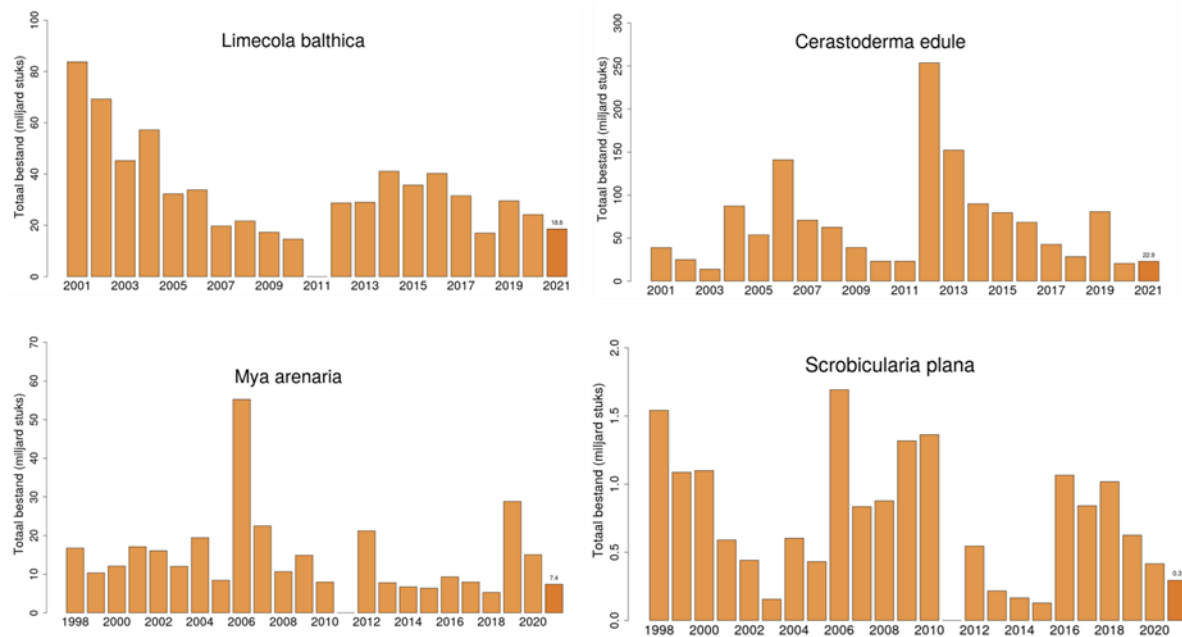 Limecola balthica
Totaal bestand (miljard stuks)
100
80
60
40
20
0
18.6
2001 2003 2005 2007 2009 2011 2013 2015 2017 2019 2021
Cerastoderma edule
Totaal bestand (miljard stuks)
300
250
200
150
100
50
0
22.9
2001 2003 2005 2007 2009 2011 2013 2015 2017 2019 2021
Mya arenaria
Totaal bestand (miljard stuks)
70
60
50
40
30
20
10
0
7.4
1998 2000 2002 2004 2006 2008 2010 2012 2014 2016 2018 2020
Scrobicularia plana
Totaal bestand (miljard stuks)
2.0
1.5
1.0
0.5
0.0
0.3
1998 2000 2002 2004 2006 2008 2010 2012 2014 2016 2018 2020